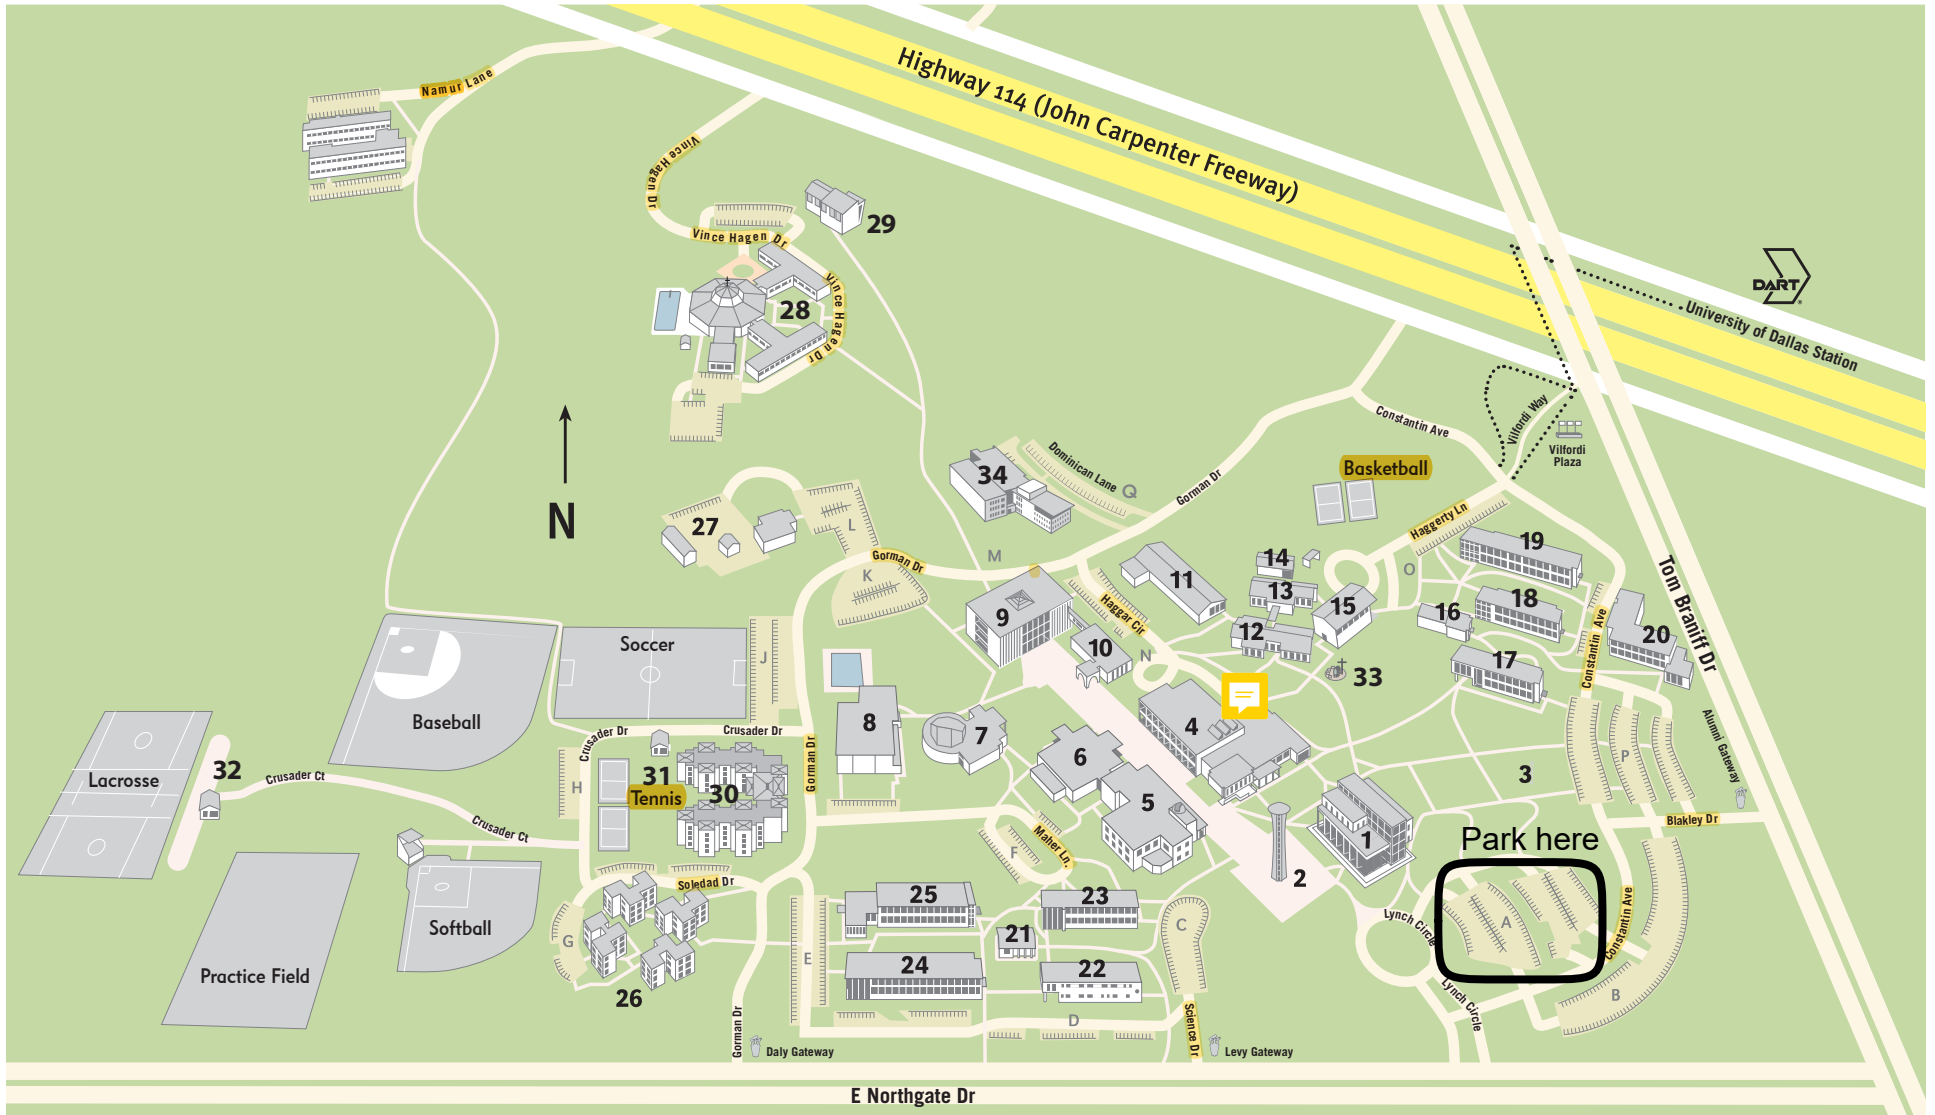 Namur Lane
Highway 114 (John Carpenter Freeway)
Vince Hagen Dr
29
Vince Hagen Dr
Vince Hagen Dr
28
DART
University of Dallas Station
N
Constantin Ave
Vilfordi Way
Vilfordi
Plaza
34
Dominican Lane
Q
Gorman Dr
Basketball
Haggerty Ln
27
L
Gorman Dr
K
M
11
14
13
15
12
O
19
18
16
17
20
Tom Braniff Dr
Constantin Ave
9
Haggar Cir
10
N
33
Soccer
J
Baseball
8
7
6
4
5
3
P
Alumni Gateway
Crusader Dr
Crusader Dr
Gorman Dr
Lacrosse
32
Crusader Ct
Crusader Ct
H
31
Tennis
30
Maher Ln.
F
1
2
Blakley Dr
Park here
Soledad Dr
25
23
C
Lynch Circle
A
Constantin Ave
Softball
G
E
21
Practice Field
26
24
22
B
Lynch Circle
D
Gorman Dr
Daly Gateway
Science Dr
Levy Gateway
E Northgate Dr